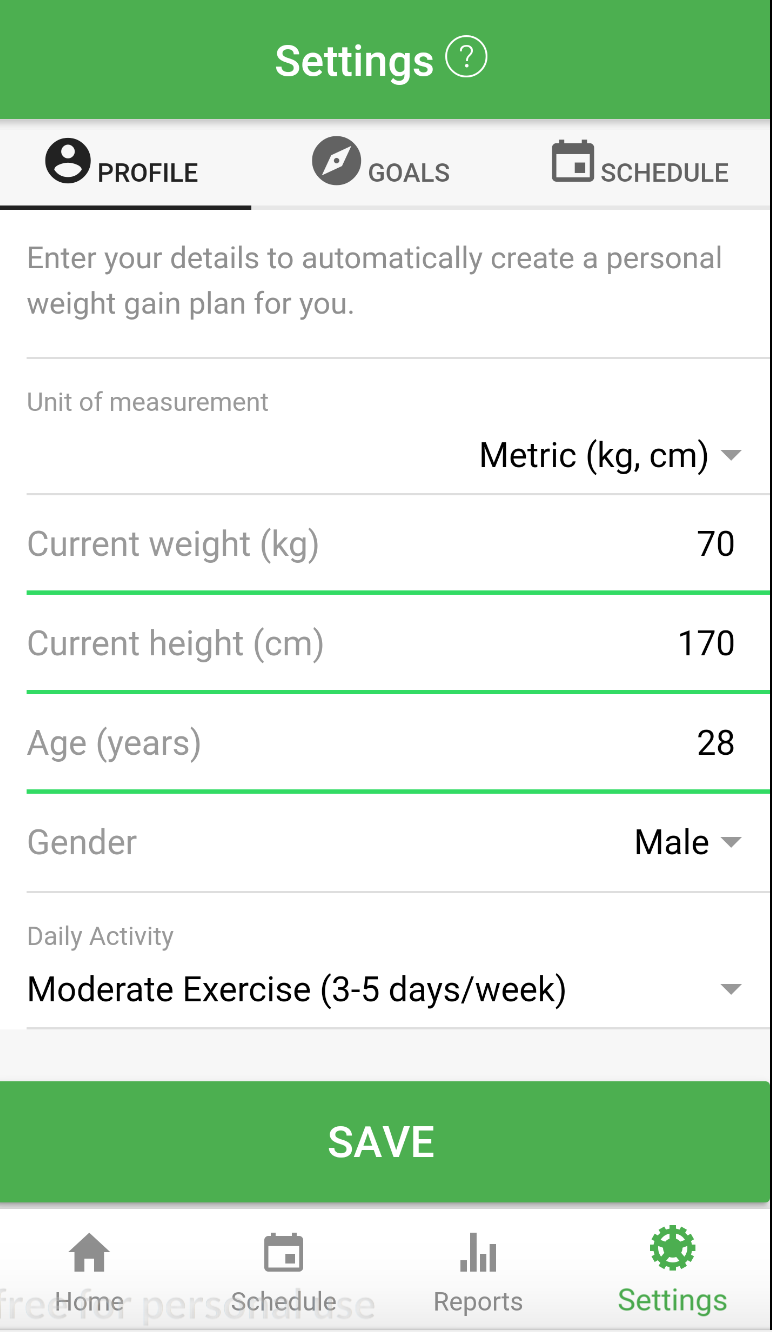 Settings ?
PROFILE GOALS SCHEDULE
Enter your details to automatically create a personal
weight gain plan for you.
Unit of measurement
Metric (kg, cm)
Current weight (kg) 70
Current height (cm) 170
Age (years) 28
Gender Male
Daily Activity
Moderate Exercise (3-5 days/week)
SAVE
Home Schedule Reports Settings
free for personal use